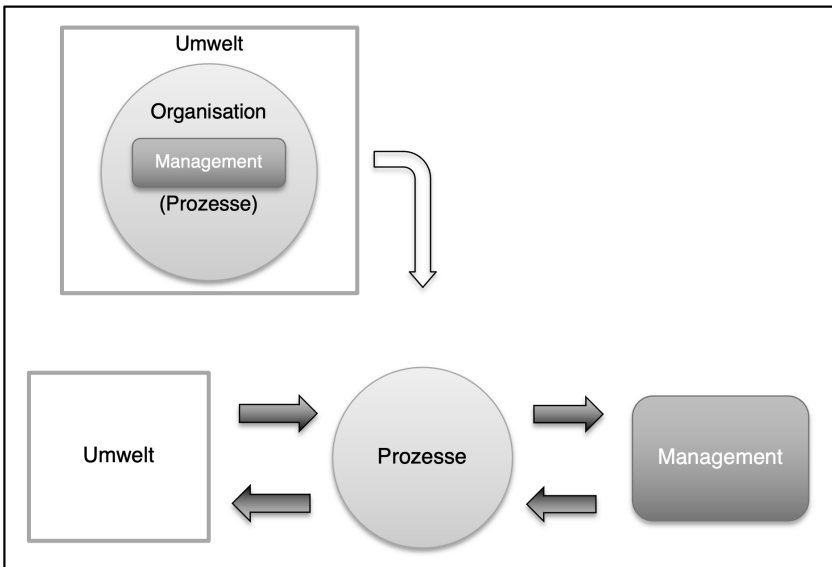 Umwelt
Organisation
Management
(Prozesse)
Umwelt
Prozesse
Management